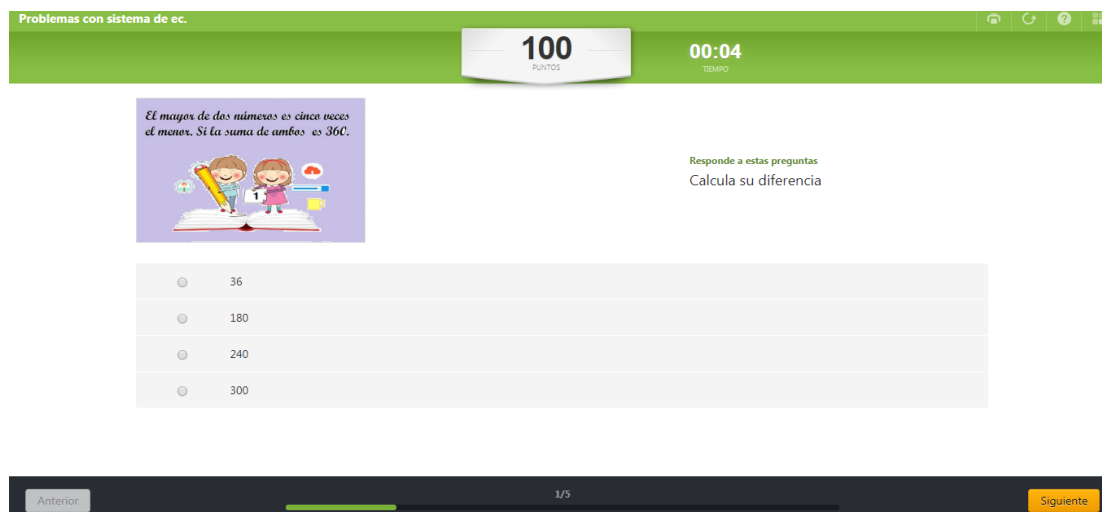 Problemas con sistema de ec.
100
PUNTOS
00:04
TIEMPO
El mayor de dos números es cinco veces
el menor. Si la suma de ambos es 360.
1
Responde a estas preguntas
Calcula su diferencia
36
180
240
300
Anterior
1/5
Siguiente